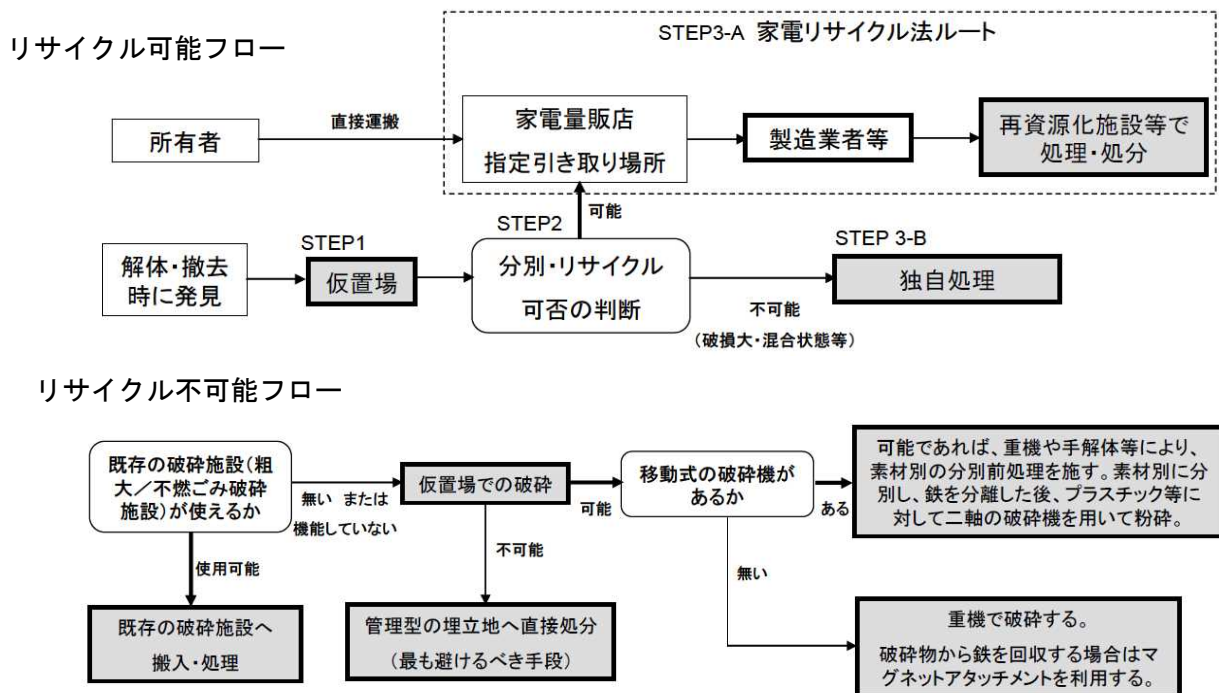 リサイクル可能フロー
STEP3-A 家電リサイクル法ルート
所有者
直接運搬
家電量販店
指定引き取り場所
製造業者等
再資源化施設等で
処理・処分
可能
STEP1
STEP2
STEP 3-B
解体・撤去
時に発見
仮置場
分別・リサイクル
可否の判断
独自処理
不可能
(破損大・混合状態等)
リサイクル不可能フロー
既存の破砕施設(粗
大/不燃ごみ破砕
施設)が使えるか
無い または
機能していない
仮置場での破砕
可能
移動式の破砕機が
あるか
ある
可能であれば、重機や手解体等により、
素材別の分別前処理を施す。素材別に分
別し、鉄を分離した後、プラスチック等に
対して二軸の破砕機を用いて粉砕。
使用可能
不可能
無い
既存の破砕施設へ
搬入・処理
管理型の埋立地へ直接処分
(最も避けるべき手段)
重機で破砕する。
破砕物から鉄を回収する場合はマ
グネットアタッチメントを利用する。